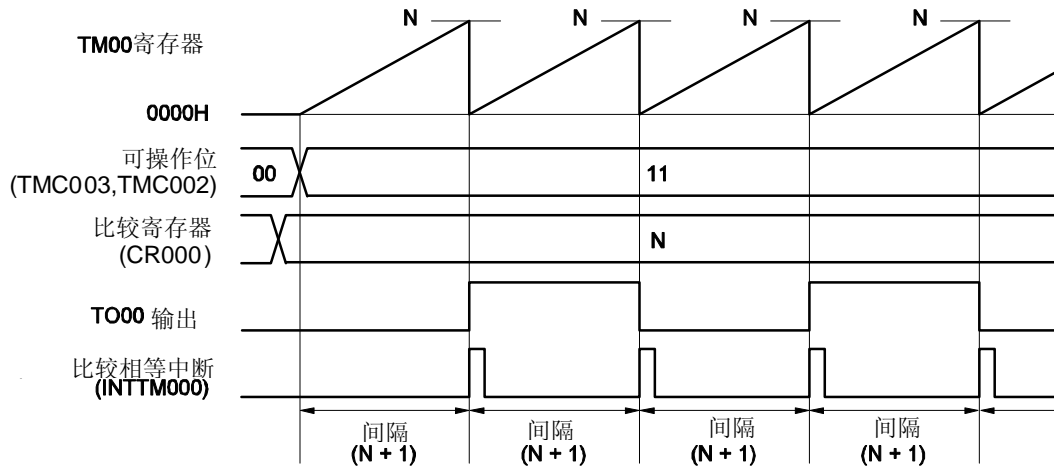 N N N N
TM00寄存器
0000H
可操作位
(TMC003,TMC002)
00 11
比较寄存器
(CR000)
N
TO00 输出
比较相等中断
(INTTM000)
间隔 间隔 间隔 间隔
(N + 1) (N + 1) (N + 1) (N + 1)